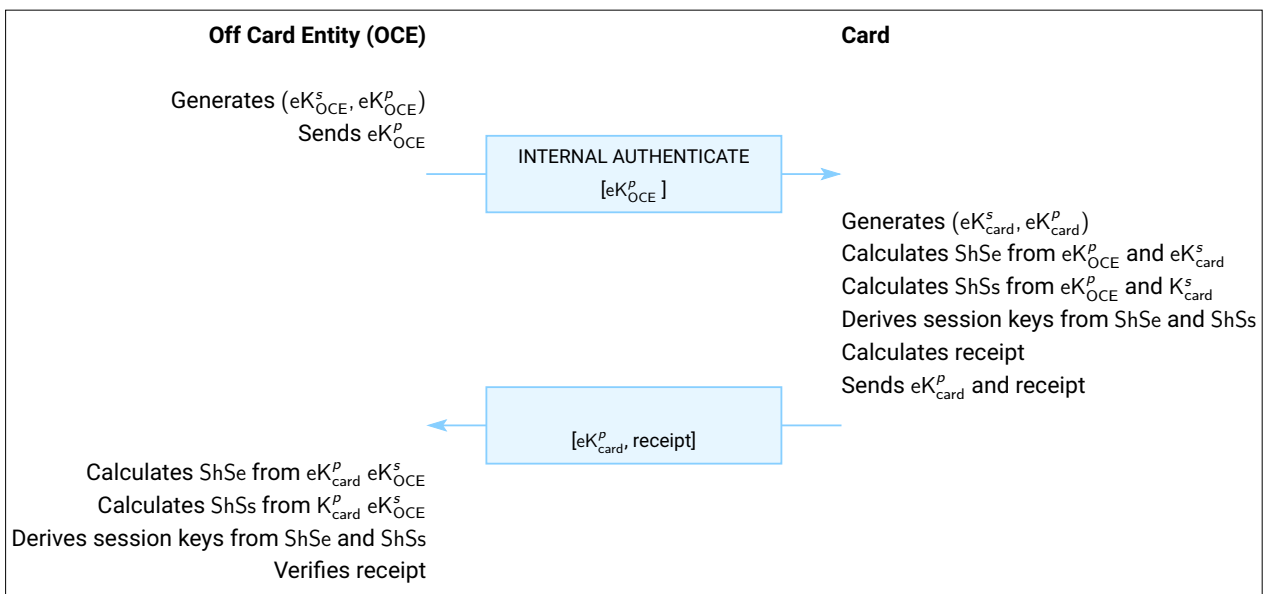 Off Card Entity (OCE)
Card
Generates (eK^s_OCE, eK^p_OCE)
Sends eK^p_OCE
INTERNAL AUTHENTICATE
[eK^p_OCE ]
Generates (eK^s_card, eK^p_card)
Calculates ShSe from eK^p_OCE and eK^s_card
Calculates ShSs from eK^p_OCE and K^s_card
Derives session keys from ShSe and ShSs
Calculates receipt
Sends eK^p_card and receipt
[eK^p_card, receipt]
Calculates ShSe from eK^p_card eK^s_OCE
Calculates ShSs from K^p_card eK^s_OCE
Derives session keys from ShSe and ShSs
Verifies receipt